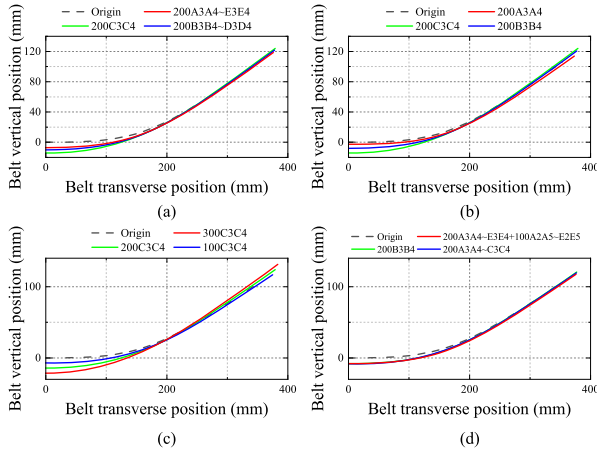 Origin 200A3A4~E3E4
200C3C4 200B3B4~D3D4
Belt vertical position (mm)
120
80
40
0
0 200 400
Belt transverse position (mm)
(a)
Origin 200A3A4
200C3C4 200B3B4
Belt vertical position (mm)
120
80
40
0
0 200 400
Belt transverse position (mm)
(b)
Origin 300C3C4
200C3C4 100C3C4
Belt vertical position (mm)
100
0
0 200 400
Belt transverse position (mm)
(c)
Origin 200A3A4~E3E4+100A2A5~E2E5
200B3B4 200A3A4~C3C4
Belt vertical position (mm)
100
0
0 200 400
Belt transverse position (mm)
(d)